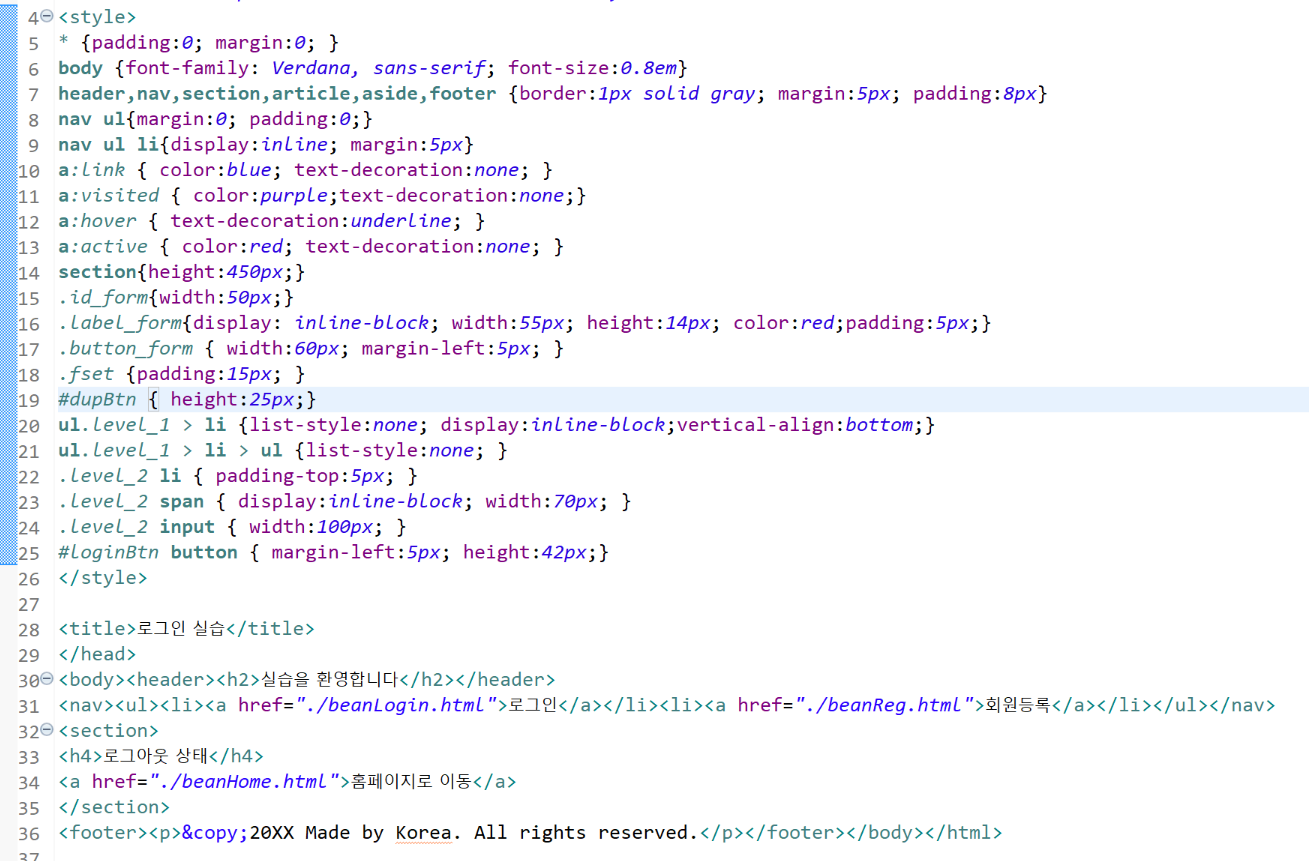 4 <style>
5 * {padding:0; margin:0; }
6 body {font-family: Verdana, sans-serif; font-size:0.8em}
7 header,nav,section,article,aside,footer {border:1px solid gray; margin:5px; padding:8px}
8 nav ul{margin:0; padding:0;}
9 nav ul li{display:inline; margin:5px}
10 a:link { color:blue; text-decoration:none; }
11 a:visited { color:purple;text-decoration:none;}
12 a:hover { text-decoration:underline; }
13 a:active { color:red; text-decoration:none; }
14 section{height:450px;}
15 .id_form{width:50px;}
16 .label_form{display: inline-block; width:55px; height:14px; color:red;padding:5px;}
17 .button_form { width:60px; margin-left:5px; }
18 .fset {padding:15px; }
19 #dupBtn { height:25px;}
20 ul.level_1 > li {list-style:none; display:inline-block;vertical-align:bottom;}
21 ul.level_1 > li > ul {list-style:none; }
22 .level_2 li { padding-top:5px; }
23 .level_2 span { display:inline-block; width:70px; }
24 .level_2 input { width:100px; }
25 #loginBtn button { margin-left:5px; height:42px;}
26 </style>
27
28 <title>로그인 실습</title>
29 </head>
30 <body><header><h2>실습을 환영합니다</h2></header>
31 <nav><ul><li><a href="./beanLogin.html">로그인</a></li><li><a href="./beanReg.html">회원등록</a></li></ul></nav>
32 <section>
33 <h4>로그아웃 상태</h4>
34 <a href="./beanHome.html">홈페이지로 이동</a>
35 </section>
36 <footer><p>&copy;20XX Made by Korea. All rights reserved.</p></footer></body></html>
37